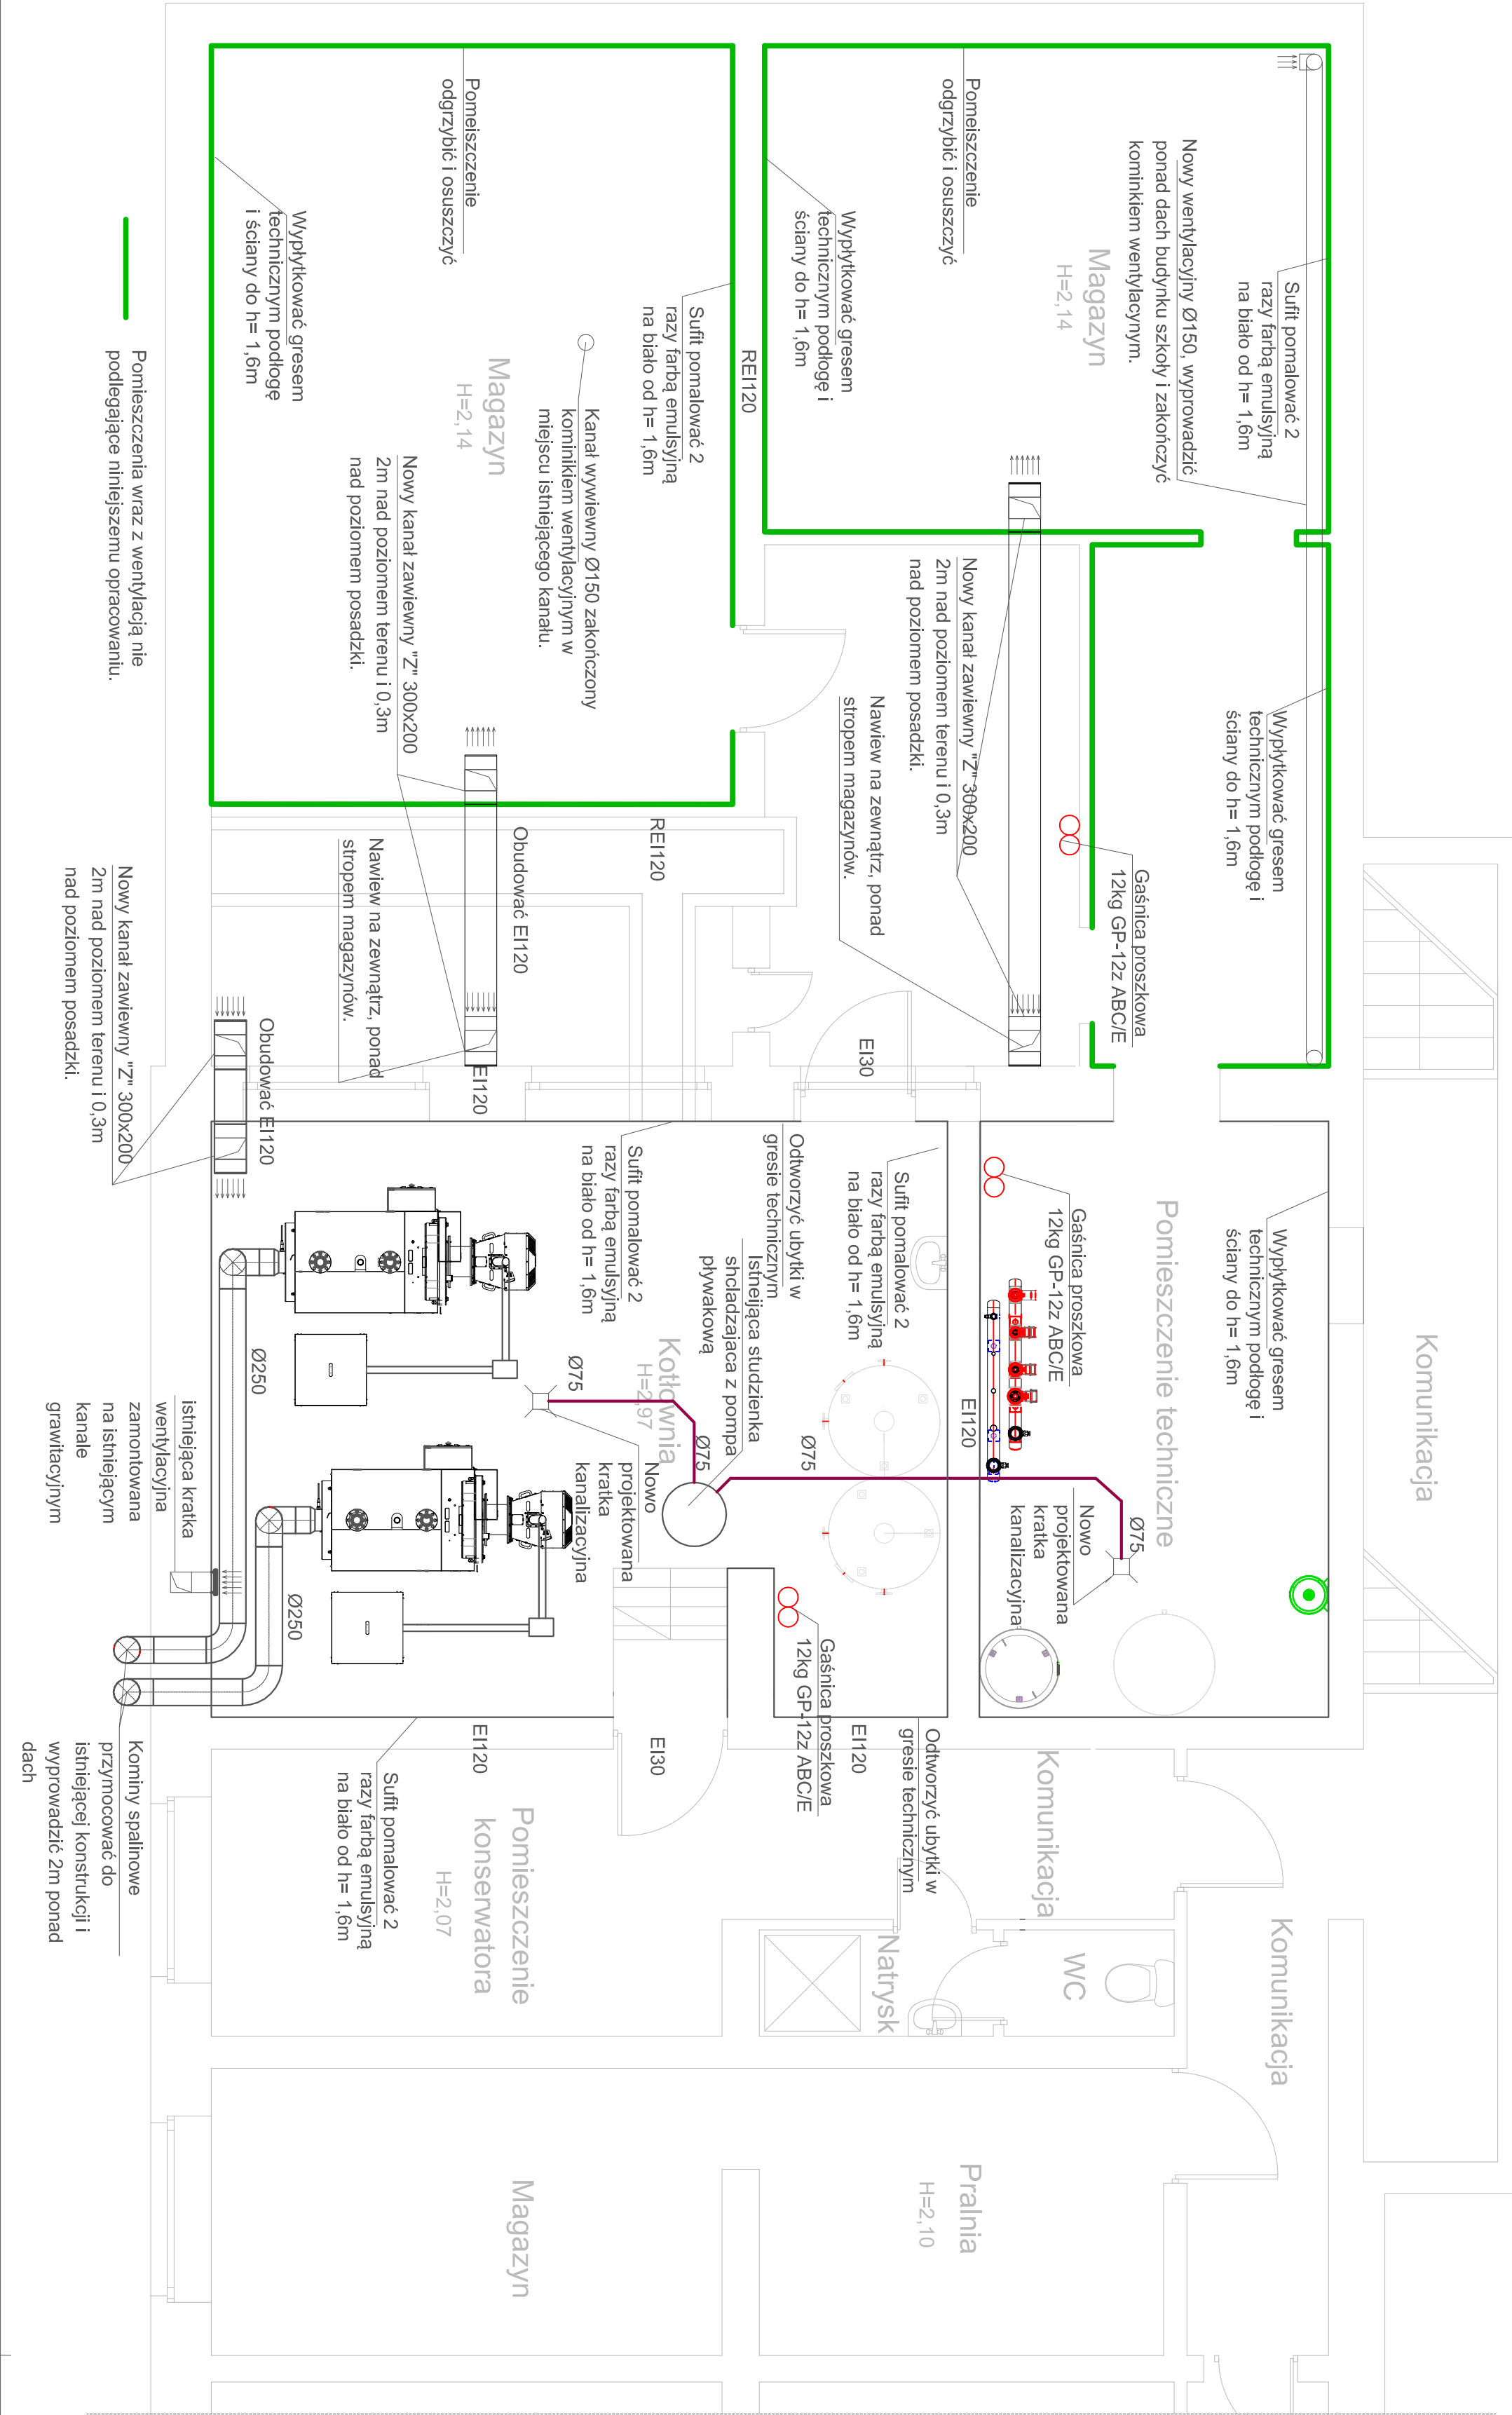 Komunikacja
Sufit pomalować 2
razy farbą emulsyjną
na biało od h= 1,6m
Nowy wentylacyjny Ø150, wyprowadzić
ponad dach budynku szkoły i zakończyć
kominkiem wentylacynym.
Magazyn
H=2,14
Pomeiszczenie
odgrzybić i osuszczyć
Wypłytkować gresem
technicznym podłogę i
ściany do h= 1,6m
Wypłytkować gresem
technicznym podłogę i
ściany do h= 1,6m
Gaśnica proszkowa
12kg GP-12z ABC/E
Nowy kanał zawiewny "Z" 300x200
2m nad poziomem terenu i 0,3m
nad poziomem posadzki.
Nawiew na zewnątrz, ponad
stropem magazynów.
EI30
Wypłytkować gresem
technicznym podłogę i
ściany do h= 1,6m
Pomieszczenie techniczne
Gaśnica proszkowa
12kg GP-12z ABC/E
Ø75
Nowo
projektowana
kratka
kanalizacyjna
EI120
REI120
Sufit pomalować 2
razy farbą emulsyjną
na biało od h= 1,6m
Kanał wywiewny Ø150 zakończony
kominikiem wentylacyjnym w
miejscu istniejącego kanału.
Magazyn
H=2,14
Pomeiszczenie
odgrzybić i osuszczyć
Nowy kanał zawiewny "Z" 300x200
2m nad poziomem terenu i 0,3m
nad poziomem posadzki.
Wypłytkować gresem
technicznym podłogę
i ściany do h= 1,6m
REI120
Obudować EI120
EI120
Nawiew na zewnątrz, ponad
stropem magazynów.
Obudować EI120
Nowy kanał zawiewny "Z" 300x200
2m nad poziomem terenu i 0,3m
nad poziomem posadzki.
Pomieszczenia wraz z wentylacją nie
podlegające niniejszemu opracowaniu.
Sufit pomalować 2
razy farbą emulsyjną
na biało od h= 1,6m
Odtworzyć ubytki w
gresie technicznym
Istneijąca studzienka
shcladzajaca z pompa
pływakową
Ø75
Ø75
Sufit pomalować 2
razy farbą emulsyjną
na biało od h= 1,6m
Kotłownia
H=2,97
Ø75
Nowo
projektowana
kratka
kanalizacyjna
Ø250
Ø250
istniejąca kratka
wentylacyjna
zamontowana
na istniejącym
kanale
grawitacyjnym
Gaśnica proszkowa
12kg GP-12z ABC/E
EI120
Odtworzyć ubytki w
gresie technicznym
EI30
EI120
Sufit pomalować 2
razy farbą emulsyjną
na biało od h= 1,6m
Kominy spalinowe
przymocować do
istniejącej konstrukcji i
wyprowadzić 2m ponad
dach
Pomieszczenie
konserwatora
H=2,07
Komunikacja
Komunikacja
WC
Natrysk
Pralnia
H=2,10
Magazyn